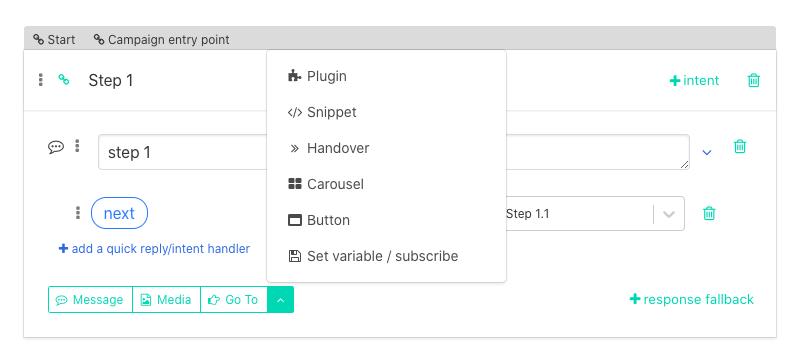 Start Campaign entry point
Step 1
+ intent
Plugin
Snippet
Handover
Carousel
Button
Set variable / subscribe
step 1
next
Step 1.1
+ add a quick reply/intent handler
Message Media Go To
+ response fallback